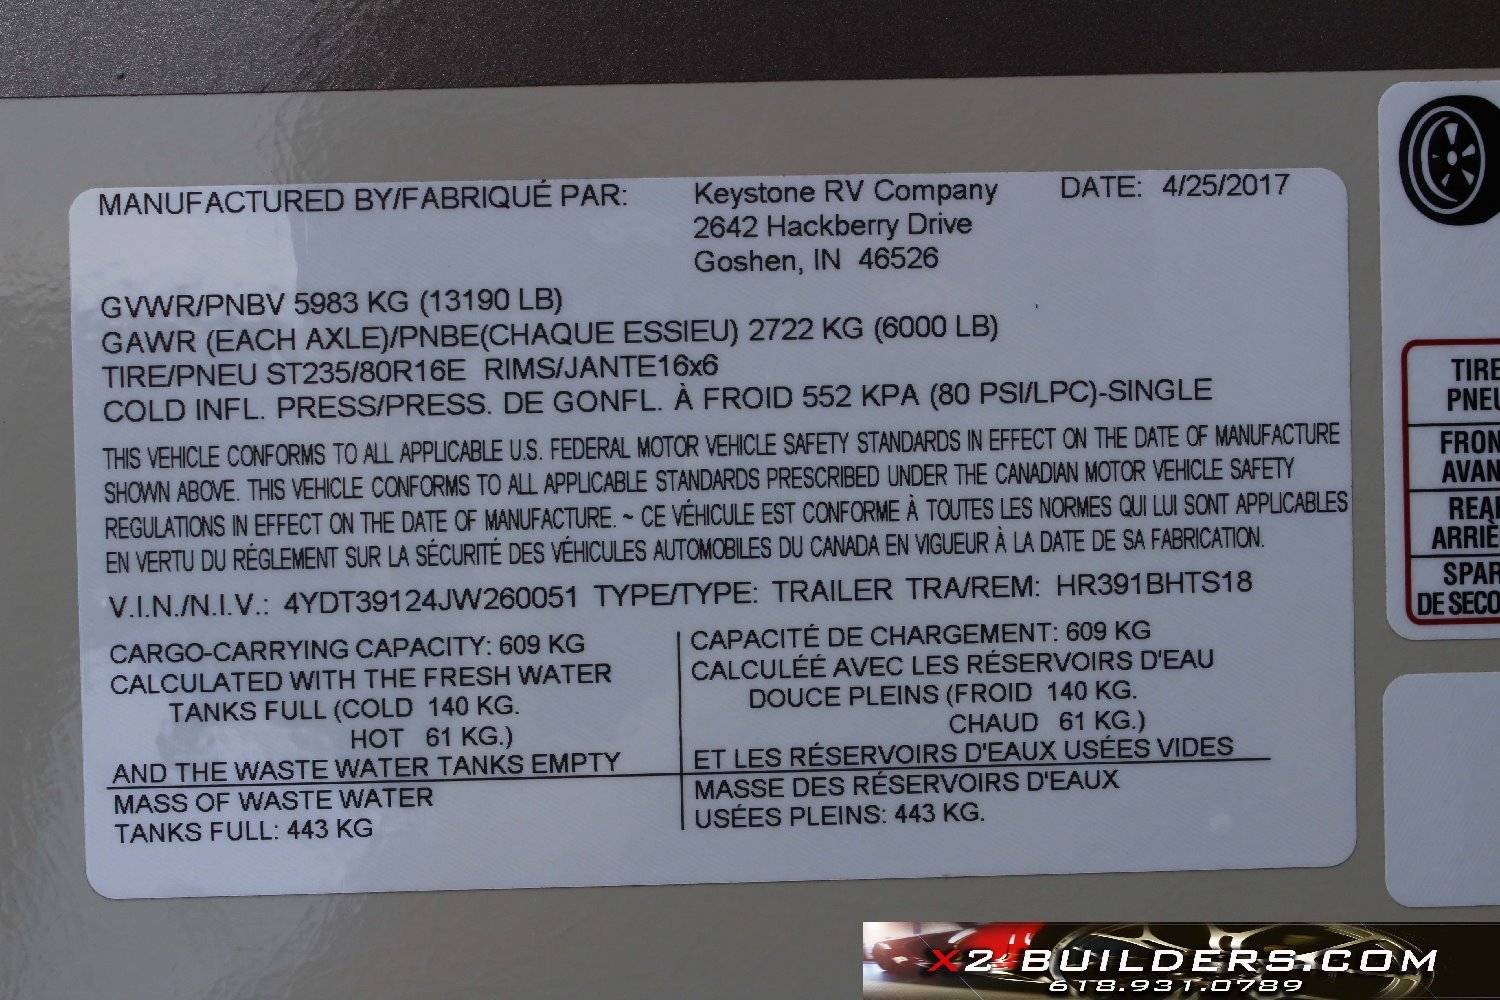 MANUFACTURED BY/FABRIQUÉ PAR: Keystone RV Company DATE: 4/25/2017
2642 Hackberry Drive
Goshen, IN 46526
GVWR/PNBV 5983 KG (13190 LB)
GAWR (EACH AXLE)/PNBE(CHAQUE ESSIEU) 2722 KG (6000 LB)
TIRE/PNEU ST235/80R16E RIMS/JANTE16x6
COLD INFL. PRESS/PRESS. DE GONFL. À FROID 552 KPA (80 PSI/LPC)-SINGLE
THIS VEHICLE CONFORMS TO ALL APPLICABLE U.S. FEDERAL MOTOR VEHICLE SAFETY STANDARDS IN EFFECT ON THE DATE OF MANUFACTURE
SHOWN ABOVE. THIS VEHICLE CONFORMS TO ALL APPLICABLE STANDARDS PRESCRIBED UNDER THE CANADIAN MOTOR VEHICLE SAFETY
REGULATIONS IN EFFECT ON THE DATE OF MANUFACTURE. ~ CE VÉHICULE EST CONFORME À TOUTES LES NORMES QUI LUI SONT APPLICABLES
EN VERTU DU RÉGLEMENT SUR LA SÉCURITÉ DES VÉHICULES AUTOMOBILES DU CANADA EN VIGUEUR À LA DATE DE SA FABRICATION.
V.I.N./N.I.V.: 4YDT39124JW260051 TYPE/TYPE: TRAILER TRA/REM: HR391BHTS18
CARGO-CARRYING CAPACITY: 609 KG
CALCULATED WITH THE FRESH WATER
TANKS FULL (COLD 140 KG.
HOT 61 KG.)
AND THE WASTE WATER TANKS EMPTY
MASS OF WASTE WATER
TANKS FULL: 443 KG
CAPACITÉ DE CHARGEMENT: 609 KG
CALCULÉÉ AVEC LES RÉSERVOIRS D'EAU
DOUCE PLEINS (FROID 140 KG.
CHAUD 61 KG.)
ET LES RÉSERVOIRS D'EAUX USÉES VIDES
MASSE DES RÉSERVOIRS D'EAUX
USÉES PLEINS: 443 KG.
TIRE
PNEU
FRON
AVAN
REA
ARRIÈ
SPAR
DE SECO
X2-BUILDERS.COM
618.931.0789